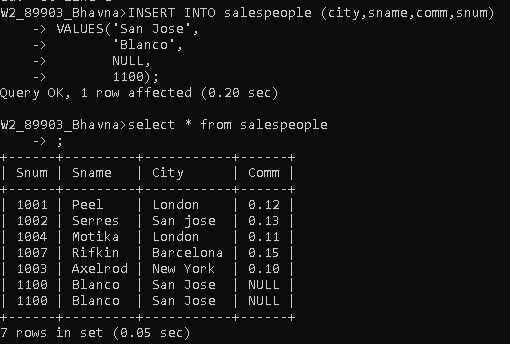 W2_89903_Bhavna>INSERT INTO salespeople (city,sname,comm,snum)
    -> VALUES('San Jose',
    ->        'Blanco',
    ->        NULL,
    ->        1100);
Query OK, 1 row affected (0.20 sec)

W2_89903_Bhavna>select * from salespeople
    -> ;
+------+---------+-----------+------+
| Snum | Sname   | City      | Comm |
+------+---------+-----------+------+
| 1001 | Peel    | London    | 0.12 |
| 1002 | Serres  | San jose  | 0.13 |
| 1004 | Motika  | London    | 0.11 |
| 1007 | Rifkin  | Barcelona | 0.15 |
| 1003 | Axelrod | New York  | 0.10 |
| 1100 | Blanco  | San Jose  | NULL |
| 1100 | Blanco  | San Jose  | NULL |
+------+---------+-----------+------+
7 rows in set (0.05 sec)